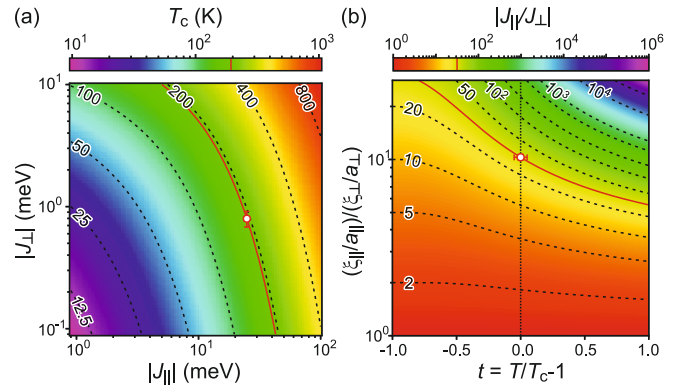 (a)
T_c (K)
10^1 10^2 10^3
10^1
10^0
10^-1
|J_⊥| (meV)
100
200
400
800
50
25
12.5
10^0 10^1 10^2
|J_∥| (meV)
(b)
|J_∥/J_⊥|
10^0 10^2 10^4 10^6
10^1
10^0
(ξ_∥/a_∥)/(ξ_⊥/a_⊥)
20
50
10^2
10^3
10^4
10
5
2
-1.0 -0.5 0.0 0.5 1.0
t = T/T_c-1